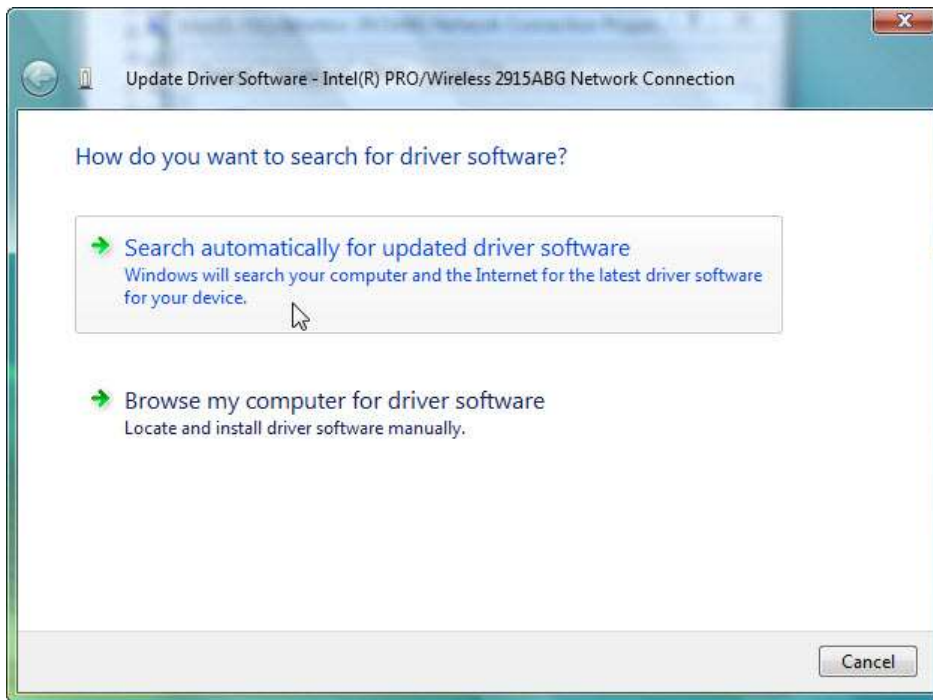 Update Driver Software - Intel(R) PRO/Wireless 2915ABG Network Connection
How do you want to search for driver software?
Search automatically for updated driver software
Windows will search your computer and the Internet for the latest driver software
for your device.
Browse my computer for driver software
Locate and install driver software manually.
Cancel